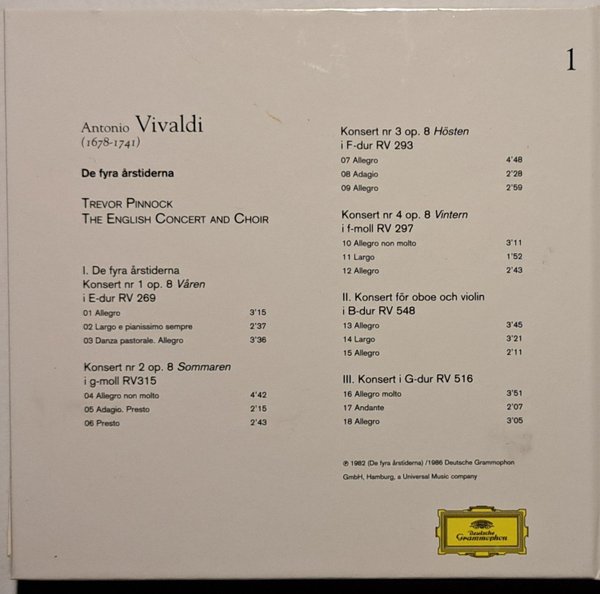 1
Antonio Vivaldi
(1678-1741)
De fyra årstiderna
TREVOR PINNOCK
THE ENGLISH CONCERT AND CHOIR
I. De fyra årstiderna
Konsert nr 1 op. 8 Våren
i E-dur RV 269
01 Allegro 3'15
02 Largo e pianissimo sempre 2'37
03 Danza pastorale. Allegro 3'36
Konsert nr 2 op. 8 Sommaren
i g-moll RV315
04 Allegro non molto 4'42
05 Adagio. Presto 2'15
06 Presto 2'43
Konsert nr 3 op. 8 Hösten
i F-dur RV 293
07 Allegro 4'48
08 Adagio 2'28
09 Allegro 2'59
Konsert nr 4 op. 8 Vintern
i f-moll RV 297
10 Allegro non molto 3'11
11 Largo 1'52
12 Allegro 2'43
II. Konsert för oboe och violin
i B-dur RV 548
13 Allegro 3'45
14 Largo 3'21
15 Allegro 2'11
III. Konsert i G-dur RV 516
16 Allegro molto 3'51
17 Andante 2'07
18 Allegro 3'05
℗ 1982 (De fyra årstiderna) /1986 Deutsche Grammophon
GmbH, Hamburg, a Universal Music company
Deutsche
Grammophon